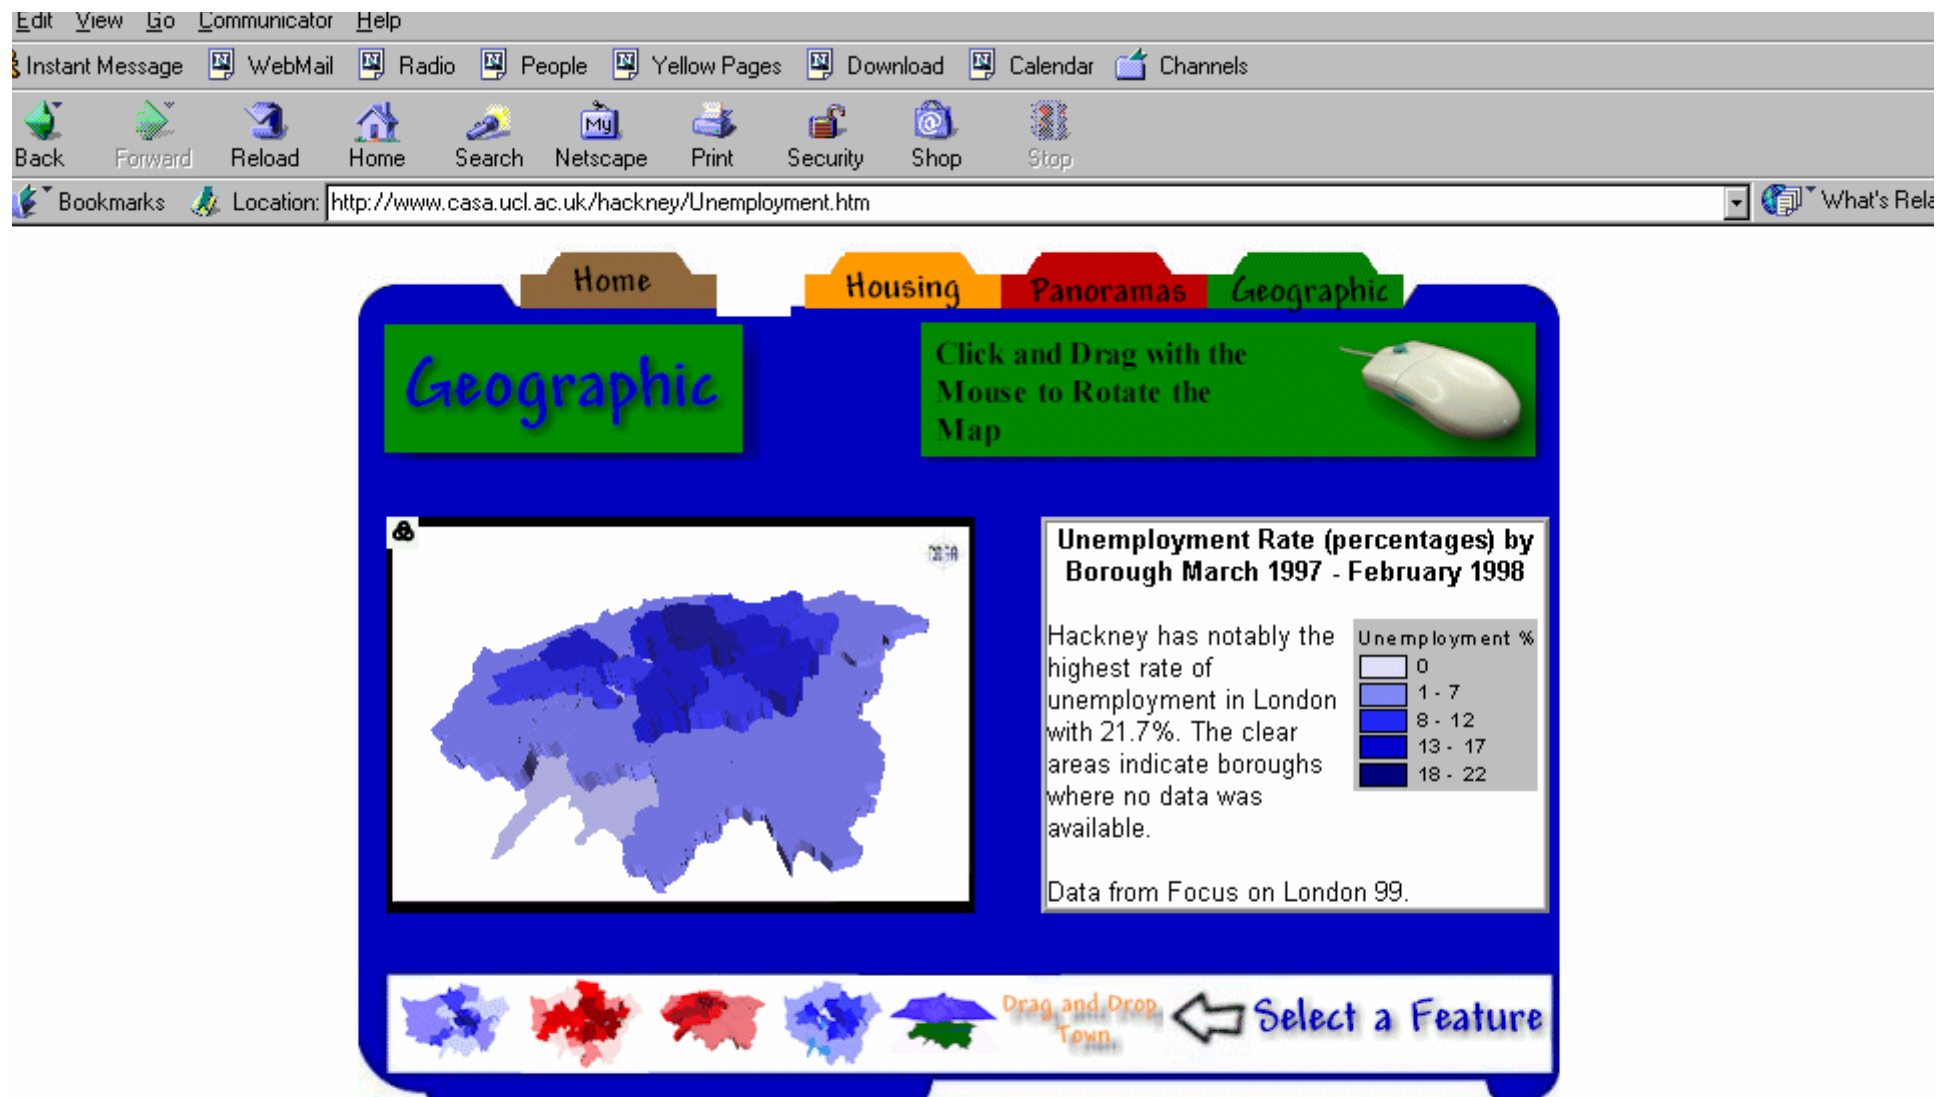 Edit View Go Communicator Help
Instant Message WebMail Radio People Yellow Pages Download Calendar Channels
Back Forward Reload Home Search Netscape Print Security Shop Stop
My
Bookmarks Location: http://www.casa.ucl.ac.uk/hackney/Unemployment.htm What's Rela
Home Housing Panoramas Geographic
Geographic
Click and Drag with the
Mouse to Rotate the
Map
Unemployment Rate (percentages) by
Borough March 1997 - February 1998
Hackney has notably the
highest rate of
unemployment in London
with 21.7%. The clear
areas indicate boroughs
where no data was
available.
Data from Focus on London 99.
Unemployment %
0
1 - 7
8 - 12
13 - 17
18 - 22
Drag and Drop
Town
Select a Feature